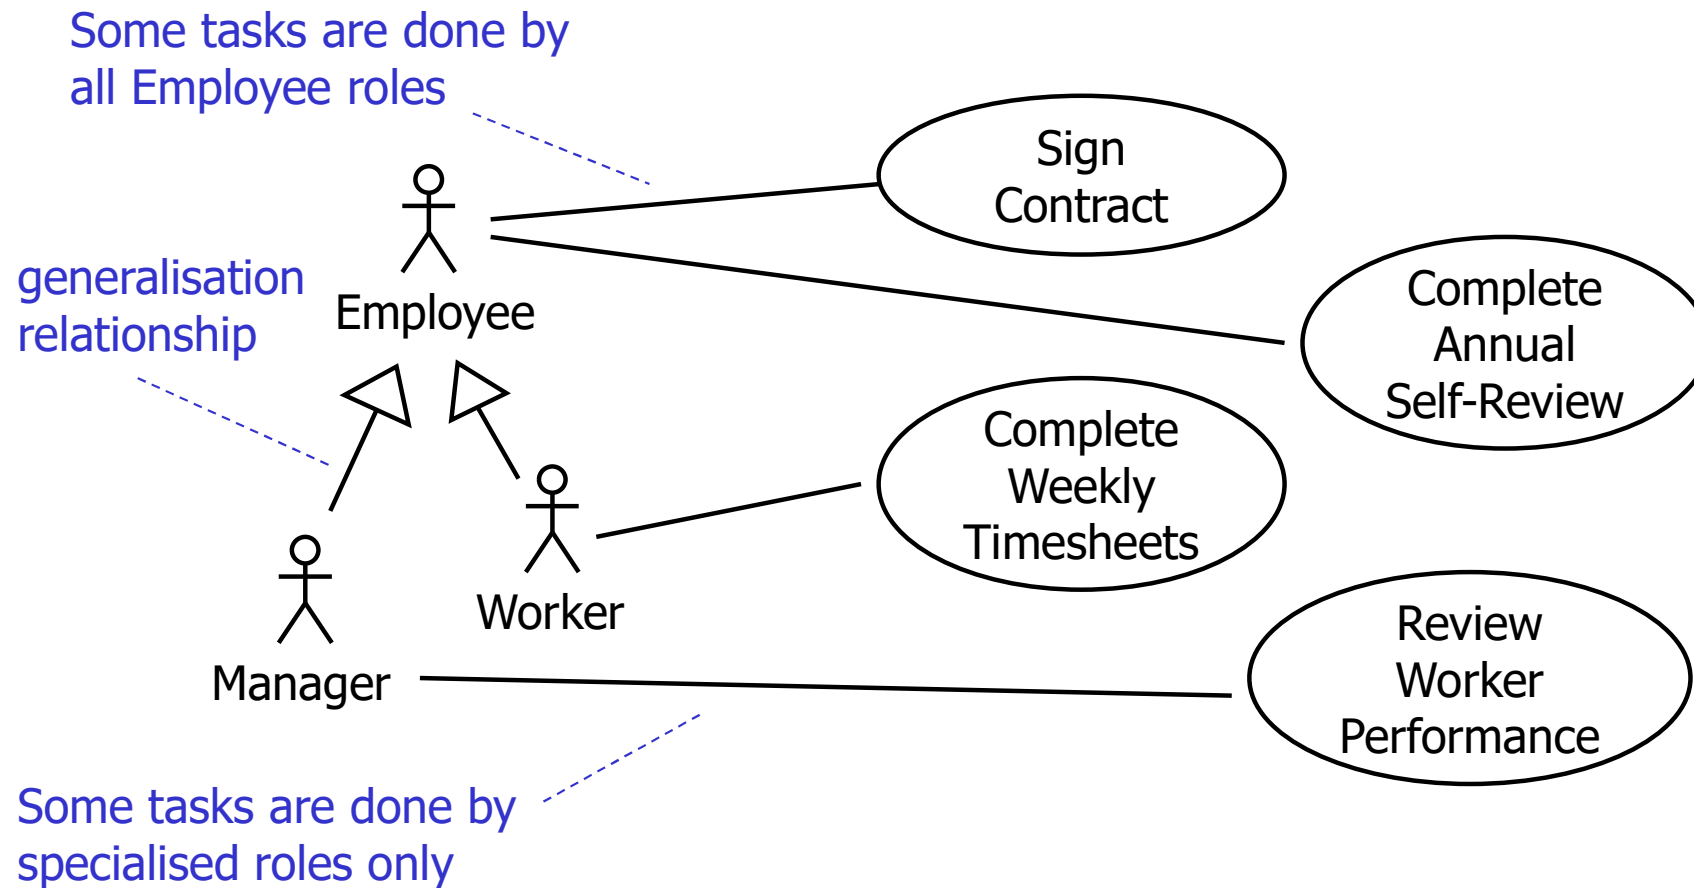 Some tasks are done by
all Employee roles
Sign
Contract
generalisation
relationship
Employee
Complete
Annual
Self-Review
Complete
Weekly
Timesheets
Worker
Manager
Review
Worker
Performance
Some tasks are done by
specialised roles only